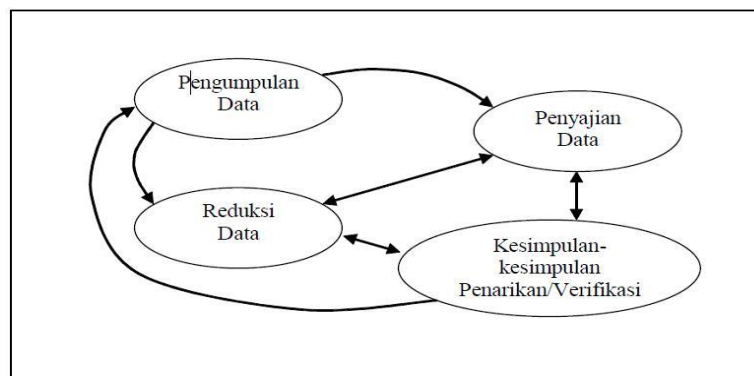 Pengumpulan
Data
Penyajian
Data
Reduksi
Data
Kesimpulan-
kesimpulan
Penarikan/Verifikasi